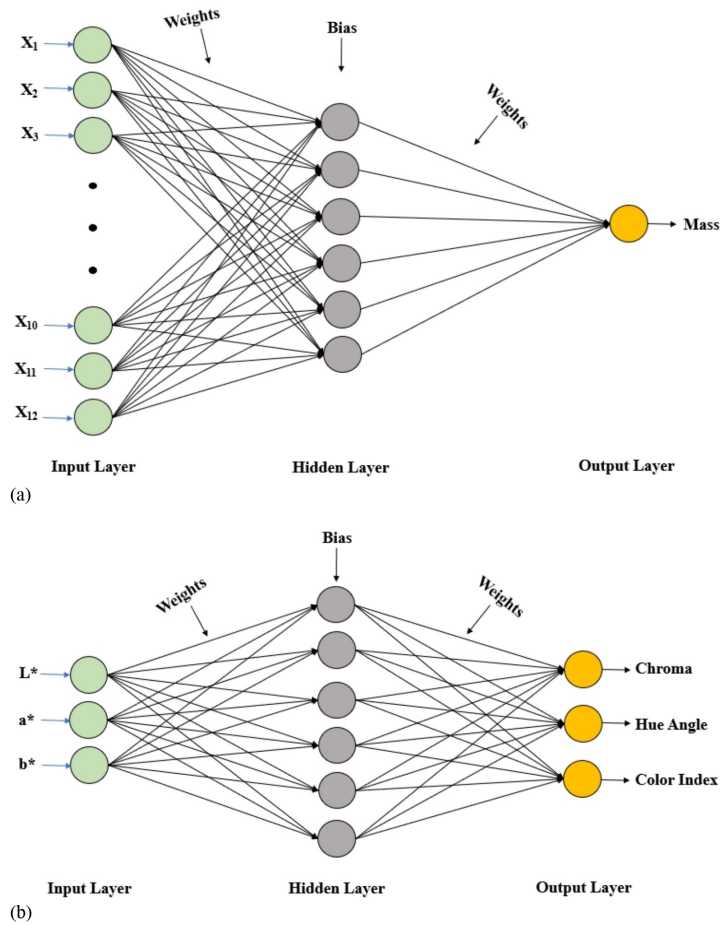 Weights
Bias
X₁
X₂
X₃
Weights
Mass
X₁₀
X₁₁
X₁₂
Input Layer
Hidden Layer
Output Layer
(a)
Bias
Weights
Weights
L*
a*
b*
Chroma
Hue Angle
Color Index
Input Layer
Hidden Layer
Output Layer
(b)